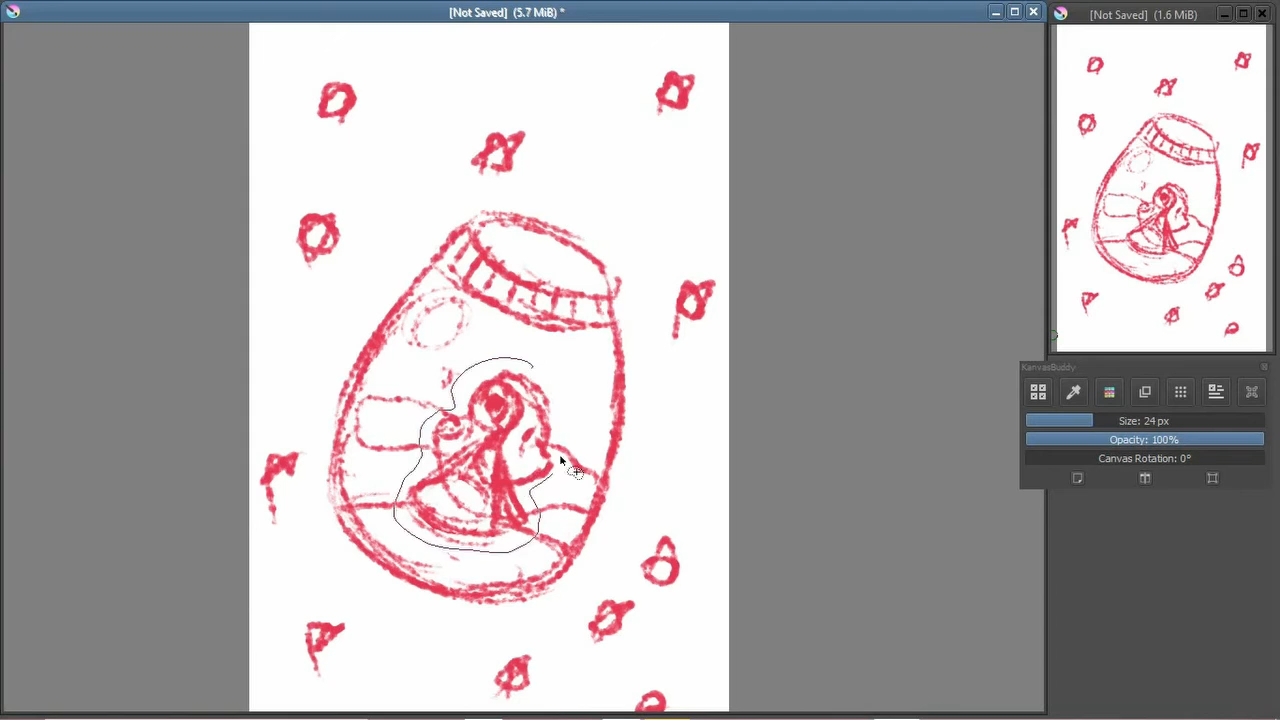 [Not Saved]  (5.7 MiB) *
[Not Saved]  (1.6 MiB)
KanvasBuddy
Size: 24 px
Opacity: 100%
Canvas Rotation: 0°